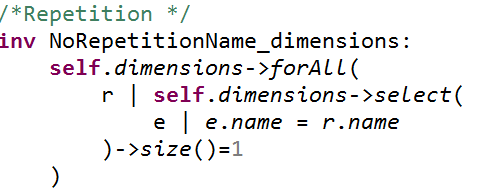 /*Repetition */
inv NoRepetitionName_dimensions:
self.dimensions->forAll(
r | self.dimensions->select(
e | e.name = r.name
)->size()=1
)